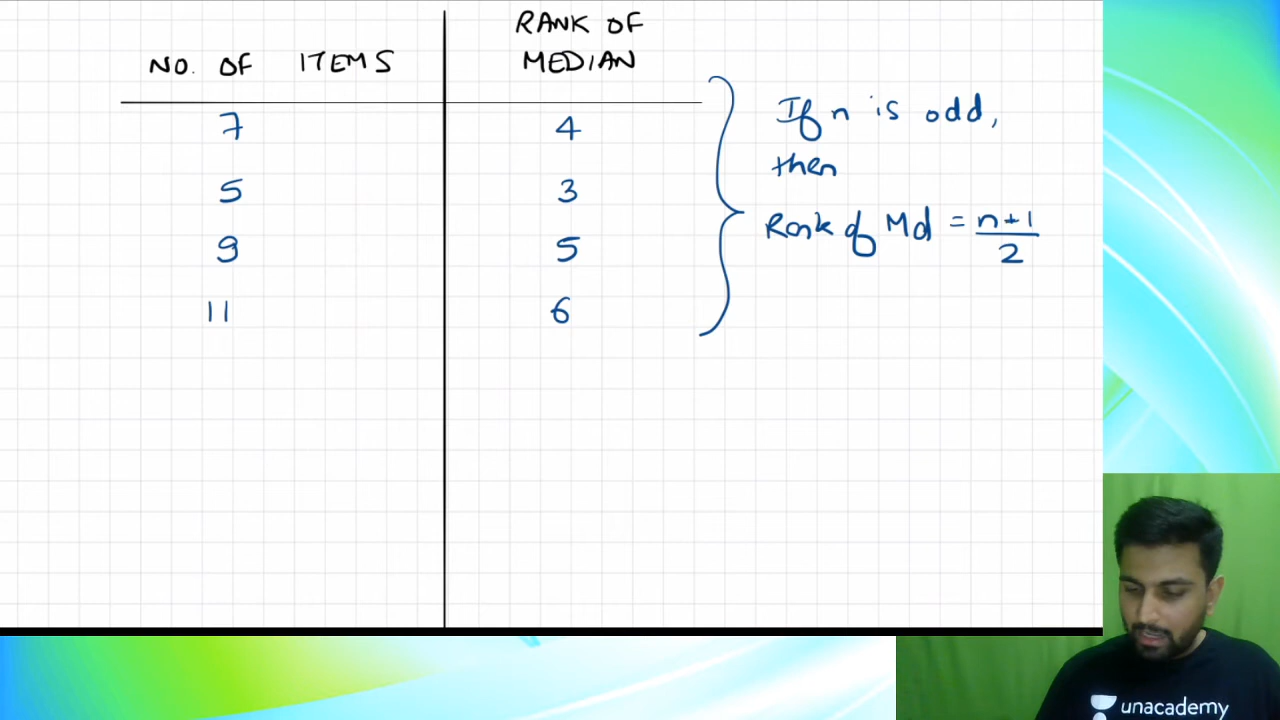 NO. OF ITEMS
RANK OF
MEDIAN
7 4
5 3
9 5
11 6
If n is odd,
then
Rank of Md = n+1
2
unacademy